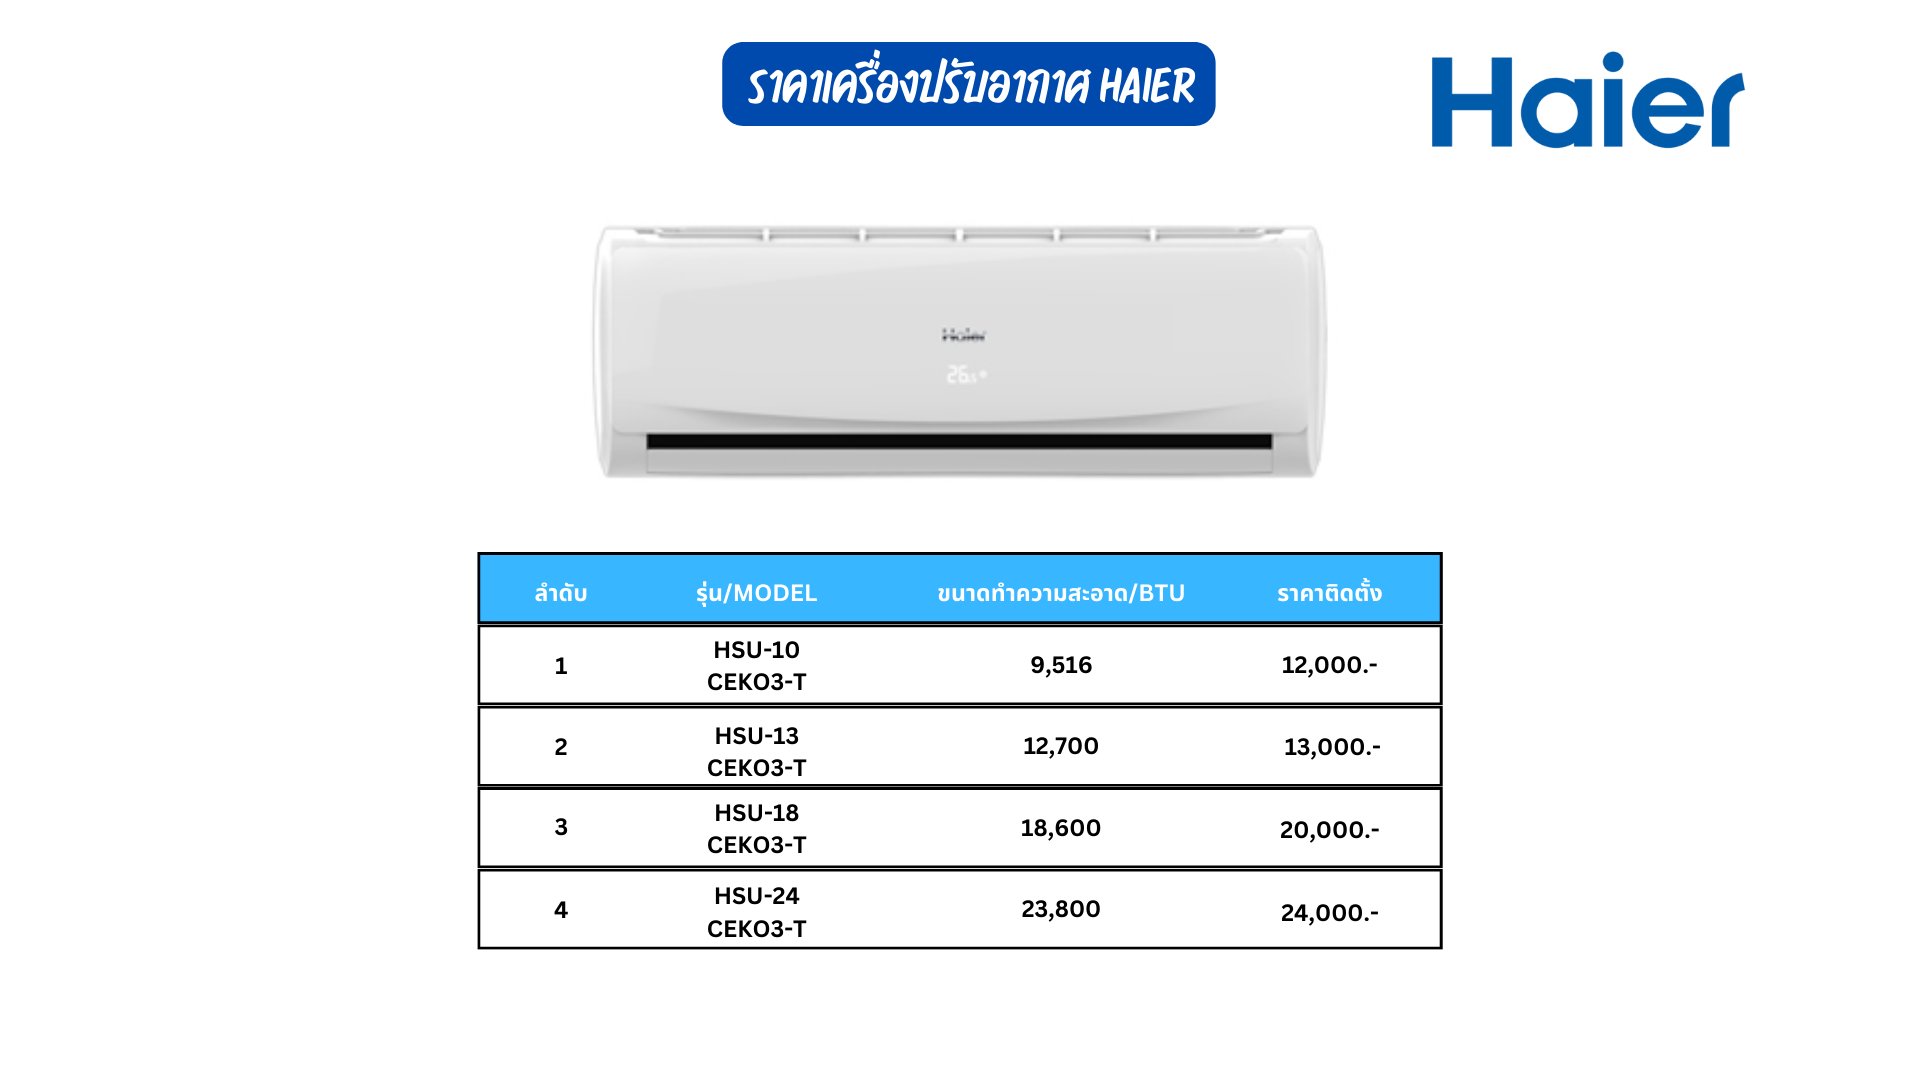 ราคาเครื่องปรับอากาศ HAIER
Haier
Haier
26.5
ลำดับ รุ่น/MODEL ขนาดทำความสะอาด/BTU ราคาติดตั้ง
1 HSU-10 CEKO3-T 9,516 12,000.-
2 HSU-13 CEKO3-T 12,700 13,000.-
3 HSU-18 CEKO3-T 18,600 20,000.-
4 HSU-24 CEKO3-T 23,800 24,000.-